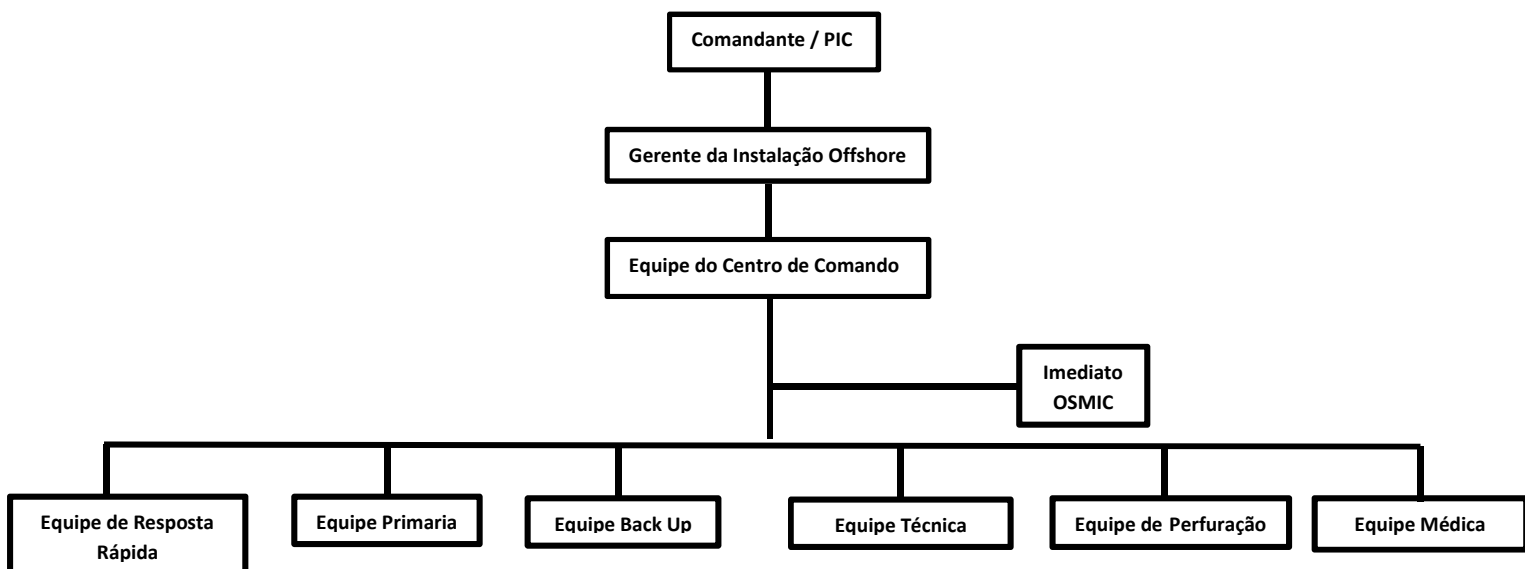 Comandante / PIC
Gerente da Instalação Offshore
Equipe do Centro de Comando
Imediato
OSMIC
Equipe de Resposta
Rápida
Equipe Primaria
Equipe Back Up
Equipe Técnica
Equipe de Perfuração
Equipe Médica